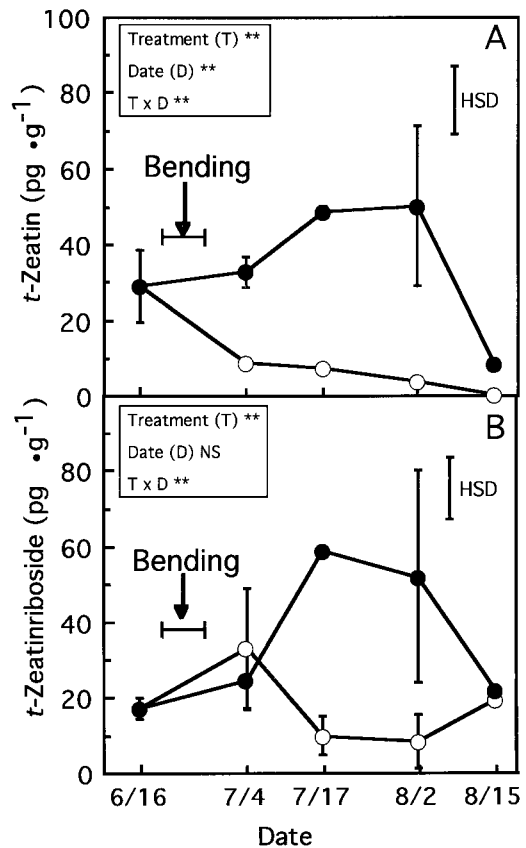 100
80
60
40
20
0
t-Zeatin (pg •g⁻¹)
Treatment (T) **
Date (D) **
T x D **
A
HSD
Bending
80
60
40
20
0
t-Zeatinriboside (pg •g⁻¹)
Treatment (T) **
Date (D) NS
T x D **
B
HSD
Bending
6/16 7/4 7/17 8/2 8/15
Date